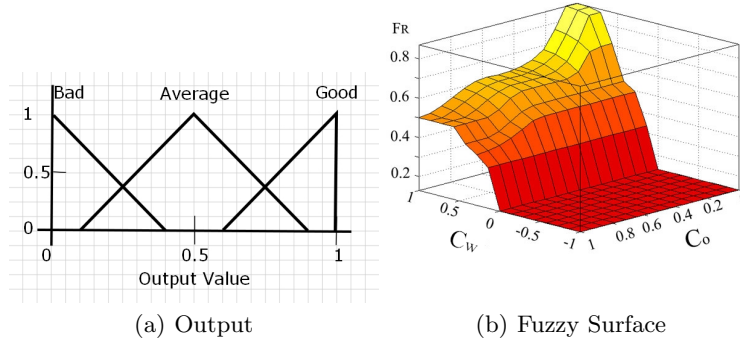 Bad Average Good
1
0.5
0
0 0.5 1
Output Value
(a) Output
FR
0.8
0.6
0.4
0.2
1 0.5 0 -0.5 -1
CW
1 0.8 0.6 0.4 0.2
Co
(b) Fuzzy Surface